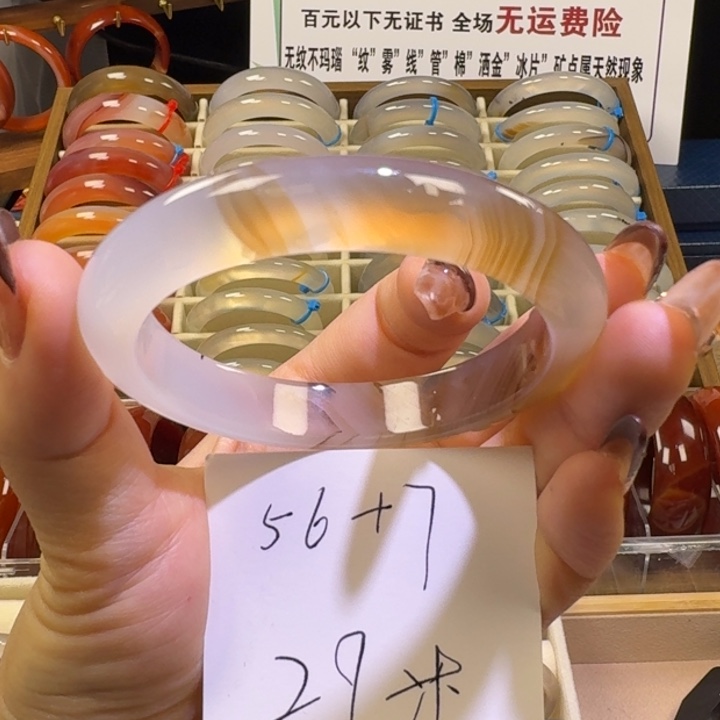 百元以下无证书 全场无运费险
无纹不玛瑙 “纹”雾”线”管”棉”洒金”冰片”矿点属天然现象
56+7
29米